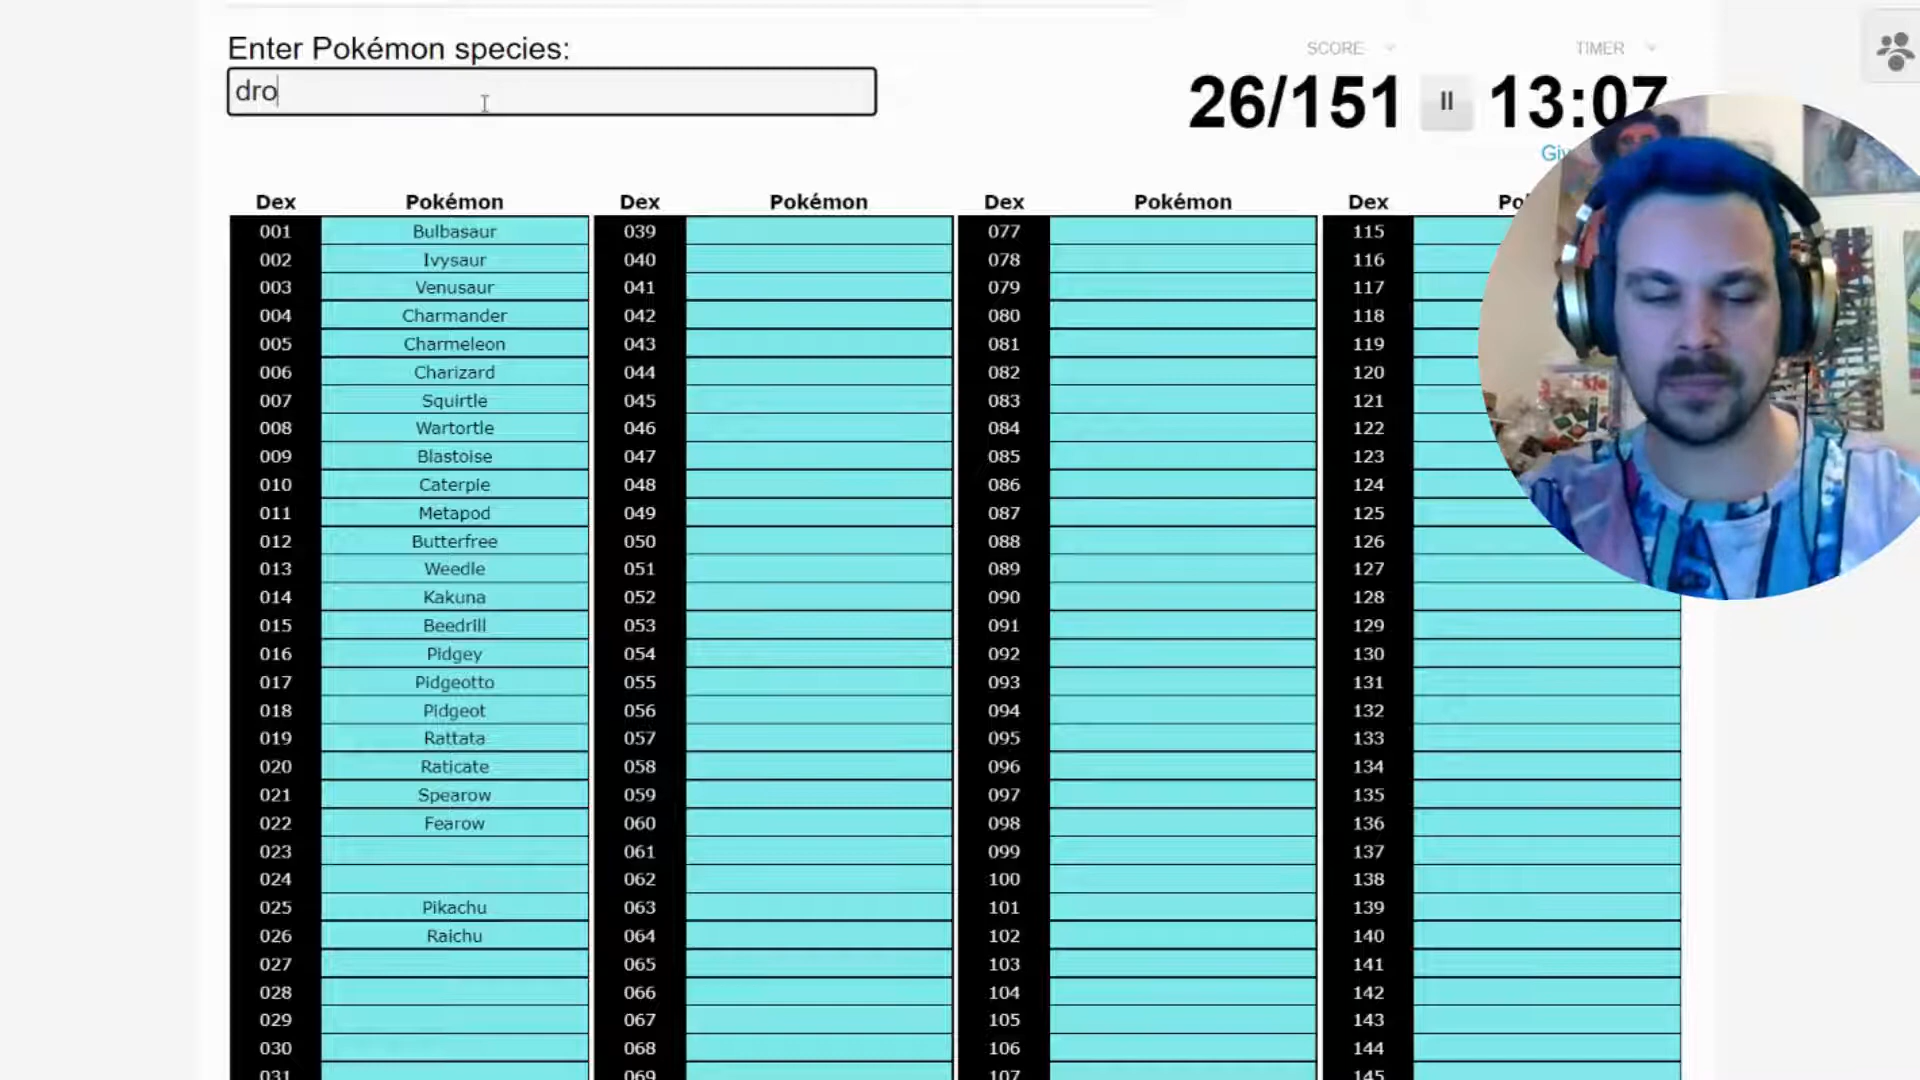 Enter Pokémon species:
dro
SCORE
TIMER
26/151
13:07
Giv
Dex Pokémon Dex Pokémon Dex Pokémon Dex Po
001 Bulbasaur 039 077 115
002 Ivysaur 040 078 116
003 Venusaur 041 079 117
004 Charmander 042 080 118
005 Charmeleon 043 081 119
006 Charizard 044 082 120
007 Squirtle 045 083 121
008 Wartortle 046 084 122
009 Blastoise 047 085 123
010 Caterpie 048 086 124
011 Metapod 049 087 125
012 Butterfree 050 088 126
013 Weedle 051 089 127
014 Kakuna 052 090 128
015 Beedrill 053 091 129
016 Pidgey 054 092 130
017 Pidgeotto 055 093 131
018 Pidgeot 056 094 132
019 Rattata 057 095 133
020 Raticate 058 096 134
021 Spearow 059 097 135
022 Fearow 060 098 136
023 061 099 137
024 062 100 138
025 Pikachu 063 101 139
026 Raichu 064 102 140
027 065 103 141
028 066 104 142
029 067 105 143
030 068 106 144
031 069 107 145